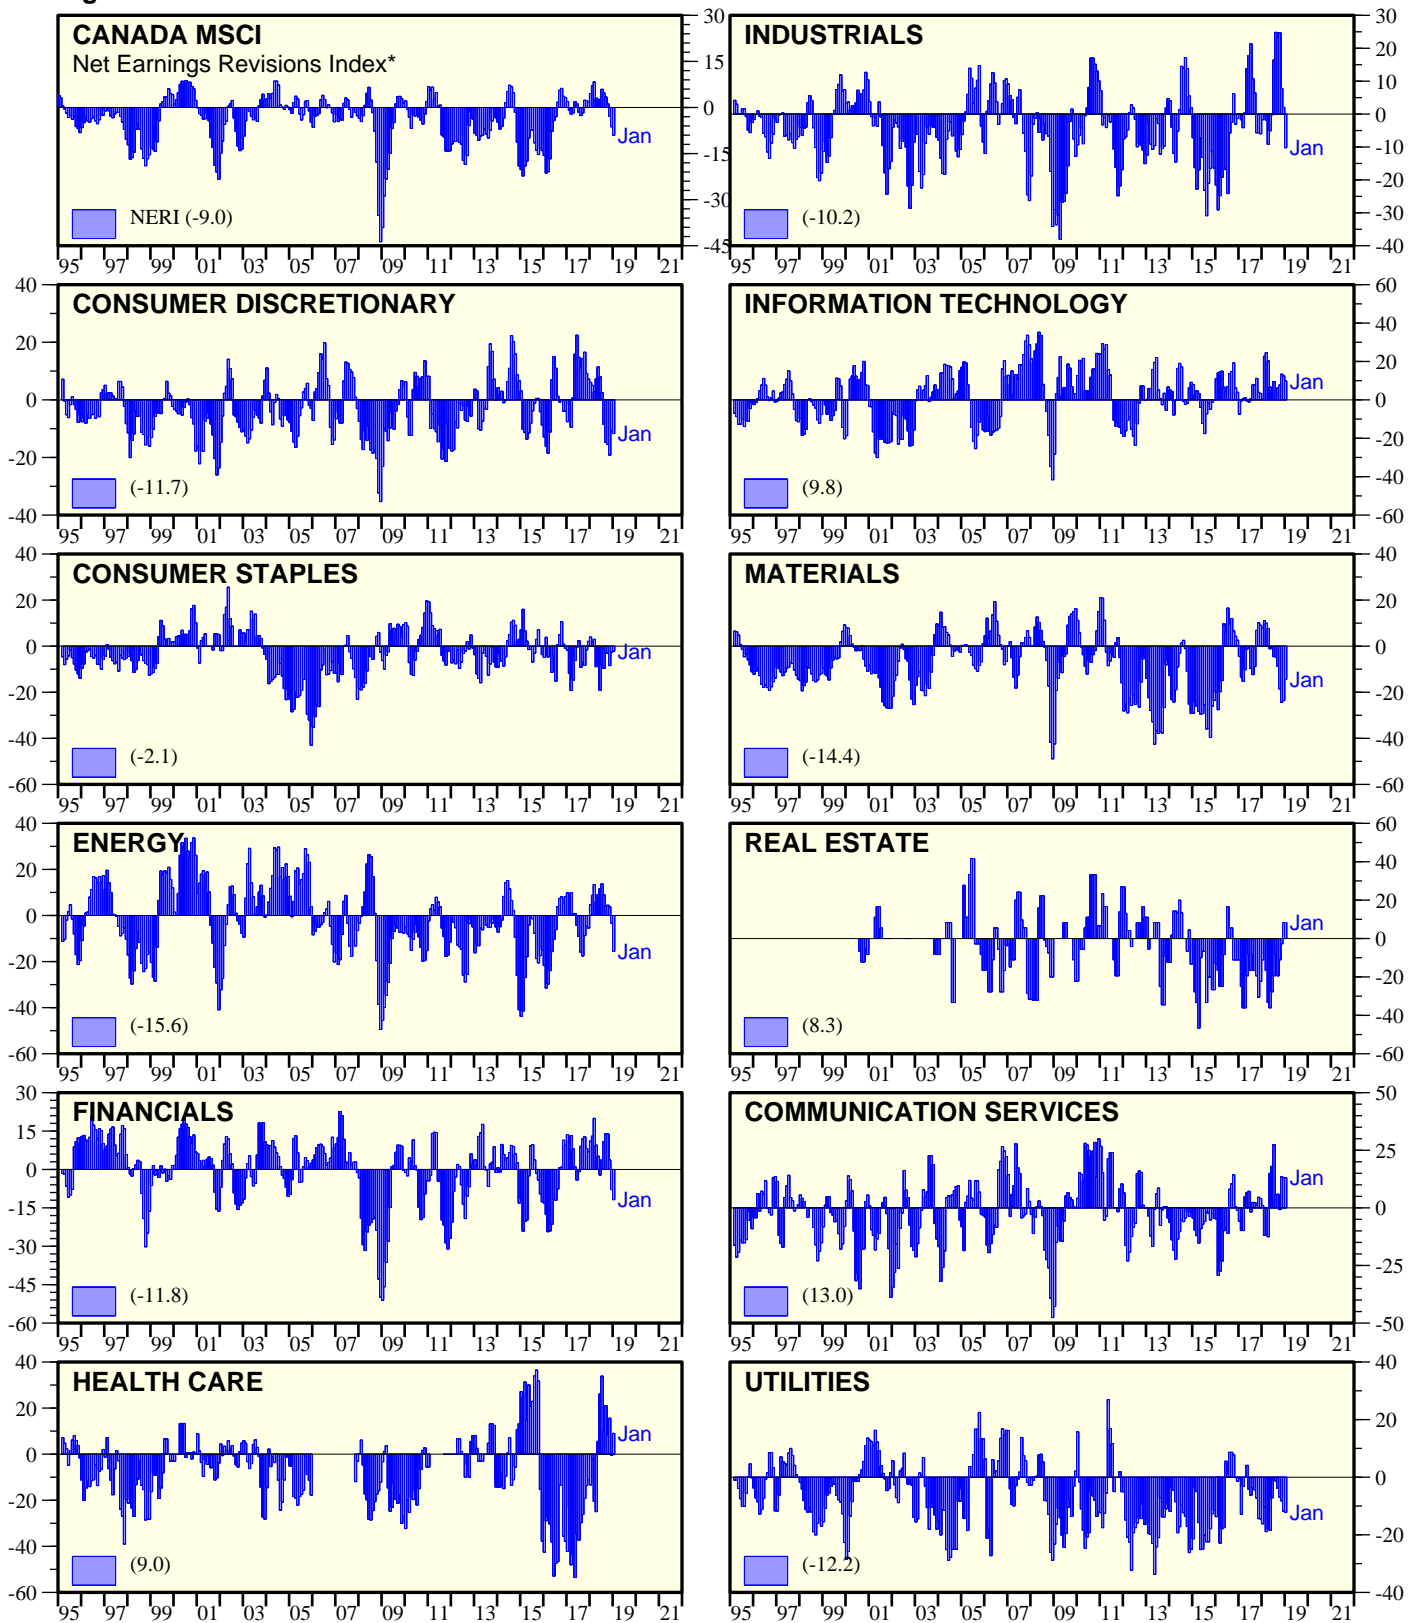 CANADA MSCI
Net Earnings Revisions Index*
30
15
0
-15
-30
-45
Jan
NERI (-9.0)
95 97 99 01 03 05 07 09 11 13 15 17 19 21
INDUSTRIALS
30
20
10
0
-10
-20
-30
-40
Jan
(-10.2)
95 97 99 01 03 05 07 09 11 13 15 17 19 21
CONSUMER DISCRETIONARY
40
20
0
-20
-40
Jan
(-11.7)
95 97 99 01 03 05 07 09 11 13 15 17 19 21
INFORMATION TECHNOLOGY
60
40
20
0
-20
-40
-60
Jan
(9.8)
95 97 99 01 03 05 07 09 11 13 15 17 19 21
CONSUMER STAPLES
40
20
0
-20
-40
-60
Jan
(-2.1)
95 97 99 01 03 05 07 09 11 13 15 17 19 21
MATERIALS
40
20
0
-20
-40
-60
Jan
(-14.4)
95 97 99 01 03 05 07 09 11 13 15 17 19 21
ENERGY
40
20
0
-20
-40
-60
Jan
(-15.6)
95 97 99 01 03 05 07 09 11 13 15 17 19 21
REAL ESTATE
60
40
20
0
-20
-40
-60
Jan
(8.3)
95 97 99 01 03 05 07 09 11 13 15 17 19 21
FINANCIALS
30
15
0
-15
-30
-45
-60
Jan
(-11.8)
95 97 99 01 03 05 07 09 11 13 15 17 19 21
COMMUNICATION SERVICES
50
25
0
-25
-50
Jan
(13.0)
95 97 99 01 03 05 07 09 11 13 15 17 19 21
HEALTH CARE
40
20
0
-20
-40
-60
Jan
(9.0)
95 97 99 01 03 05 07 09 11 13 15 17 19 21
UTILITIES
40
20
0
-20
-40
Jan
(-12.2)
95 97 99 01 03 05 07 09 11 13 15 17 19 21